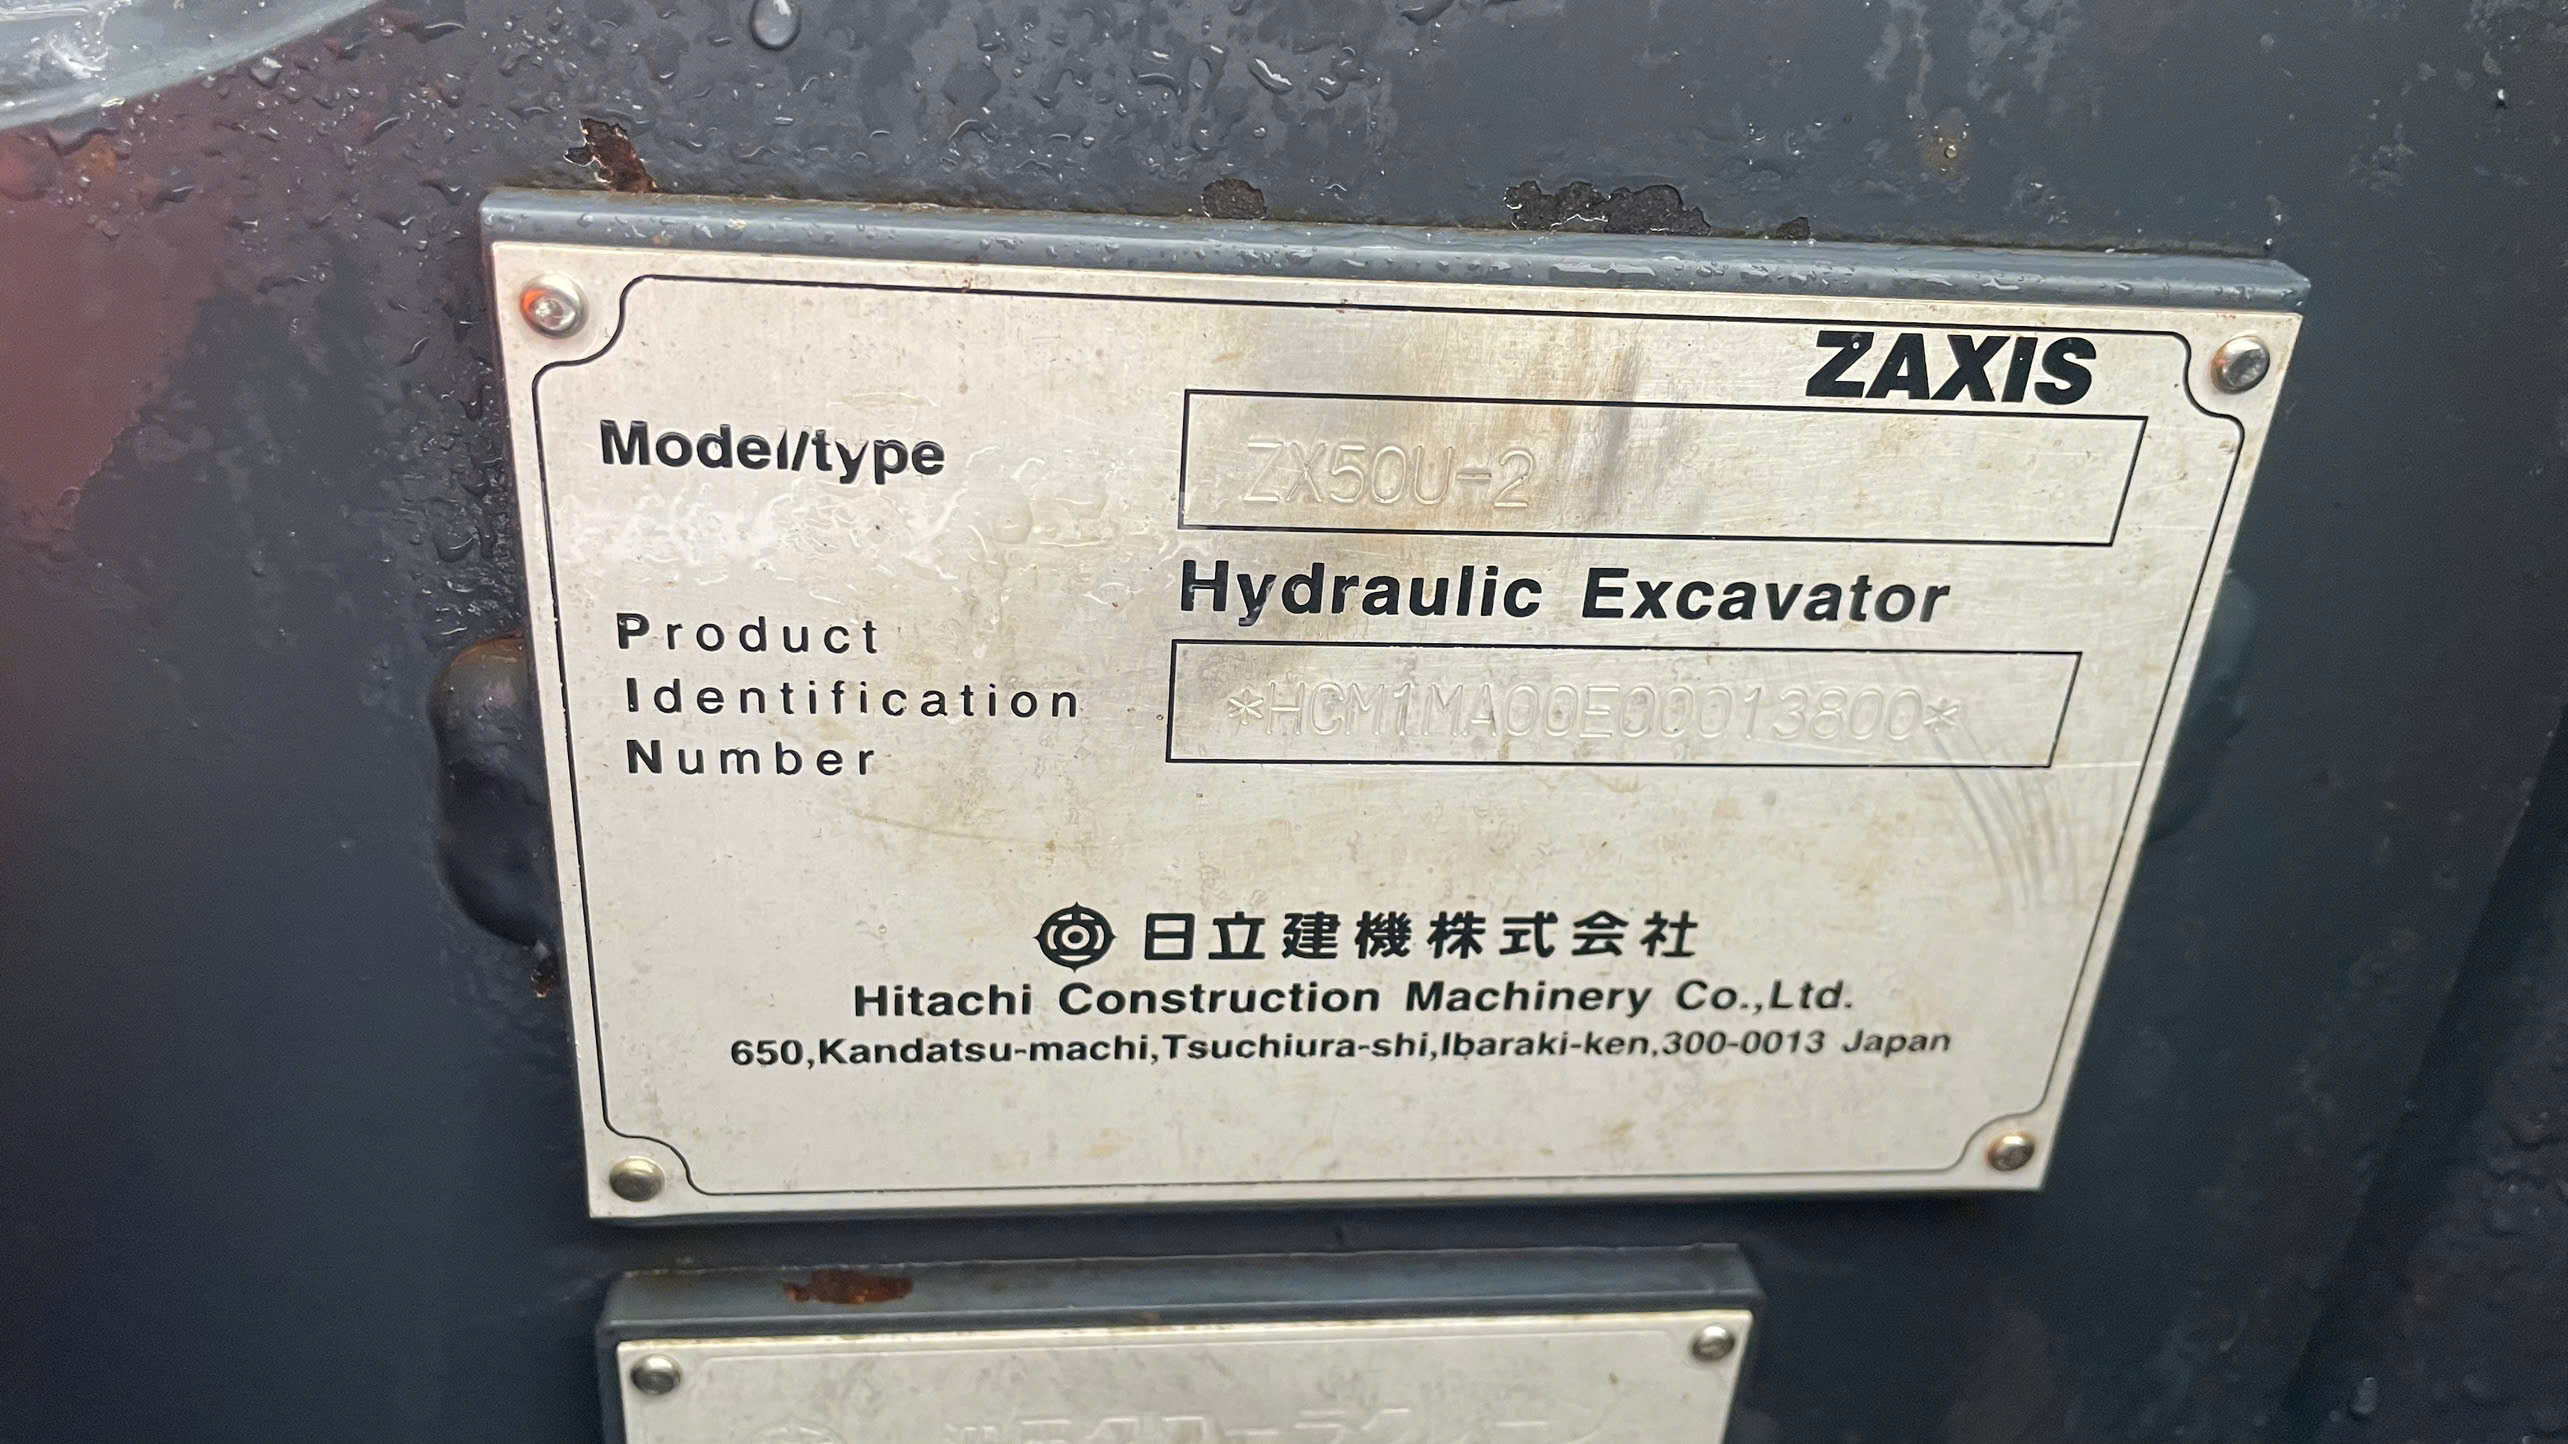 ZAXIS
Model/type ZX50U-2
Hydraulic Excavator
Product
Identification *HCM1MA00E00013800*
Number
日立建機株式会社
Hitachi Construction Machinery Co.,Ltd.
650,Kandatsu-machi,Tsuchiura-shi,Ibaraki-ken,300-0013 Japan